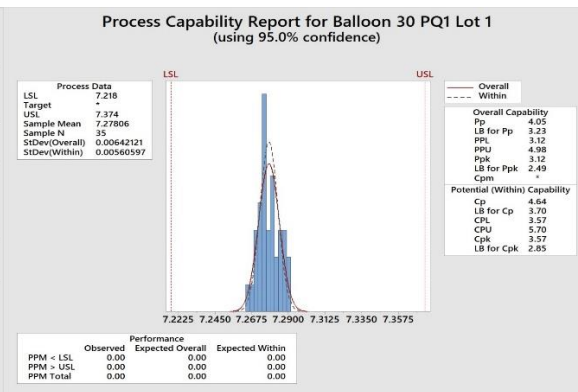 Process Capability Report for Balloon 30 PQ1 Lot 1
(using 95.0% confidence)
LSL
USL
Process Data
LSL 7.218
Target *
USL 7.374
Sample Mean 7.27806
Sample N 35
StDev(Overall) 0.00642121
StDev(Within) 0.00560597
Overall
Within
Overall Capability
Pp 4.05
LB for Pp 3.23
PPL 3.12
PPU 4.98
Ppk 3.12
LB for Ppk 2.49
Cpm *
Potential (Within) Capability
Cp 4.64
LB for Cp 3.70
CPL 3.57
CPU 5.70
Cpk 3.57
LB for Cpk 2.85
7.2225 7.2450 7.2675 7.2900 7.3125 7.3350 7.3575
Performance
Observed Expected Overall Expected Within
PPM < LSL 0.00 0.00 0.00
PPM > USL 0.00 0.00 0.00
PPM Total 0.00 0.00 0.00